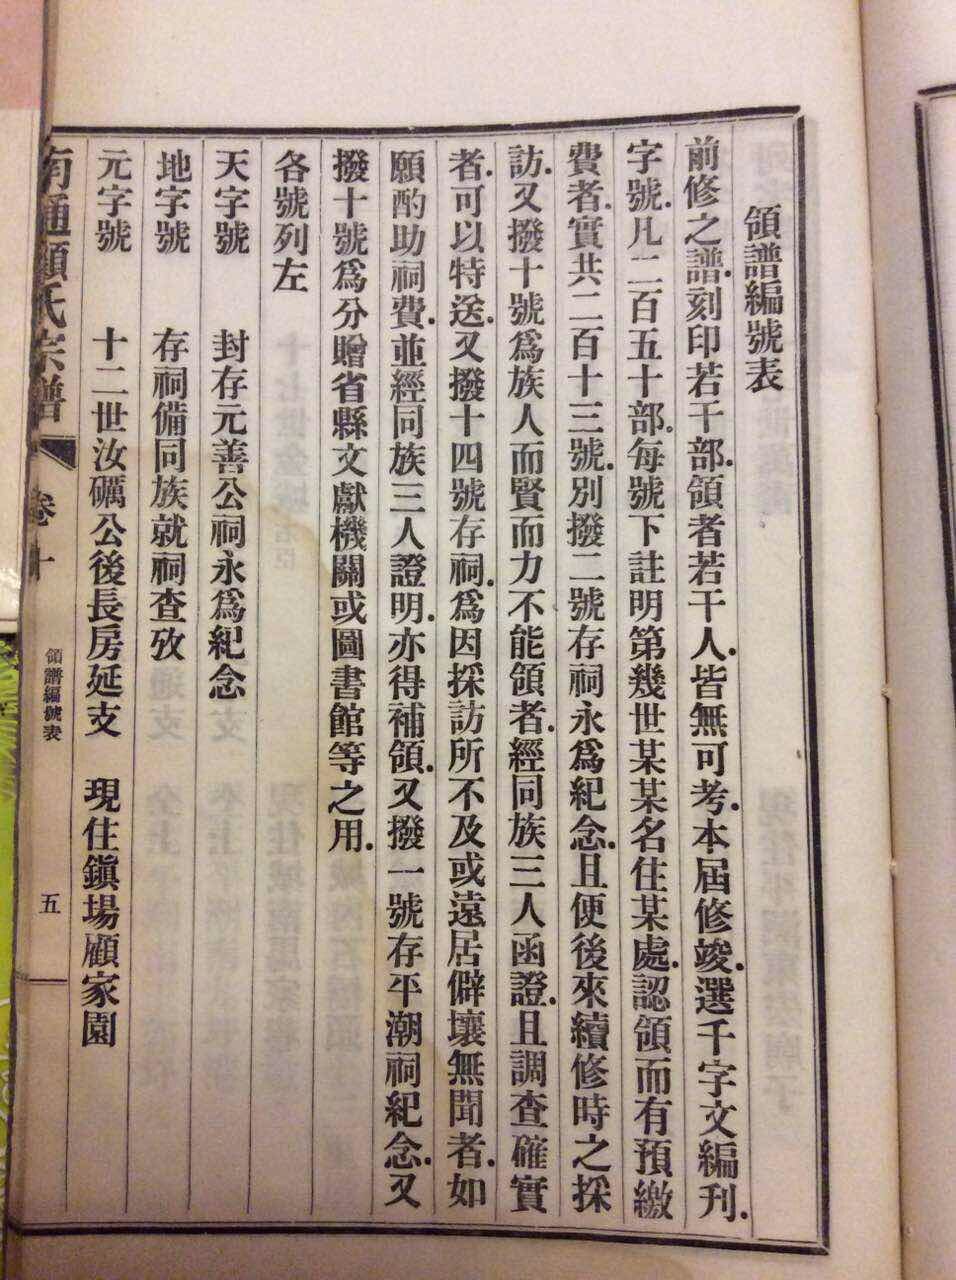 領譜編號表
前修之譜.刻印若干部.領者若干人.皆無可考.本屆修竣.選千字文編刋.
字號.凡二百五十部.每號下註明第幾世某某名住某處.認領而有預繳
費者.實共二百十三號.別撥二號存祠永爲紀念.且便後來續修時之採
訪.又撥十號爲族人而賢而力不能領者.經同族三人函證.且調查確實
者.可以特送.又撥十四號存祠.爲因採訪所不及或遠居僻壤無聞者.如
願酌助祠費.並經同族三人證明.亦得補領.又撥一號存平潮祠紀念.又
撥十號爲分贈省縣文獻機關或圖書館等之用.
各號列左
天字號 封存元善公祠永爲紀念
地字號 存祠備同族就祠查攷
元字號 十二世汝礪公後長房延支 現住鎭場顧家園
南通顧氏宗譜 卷十 領譜編號表 五